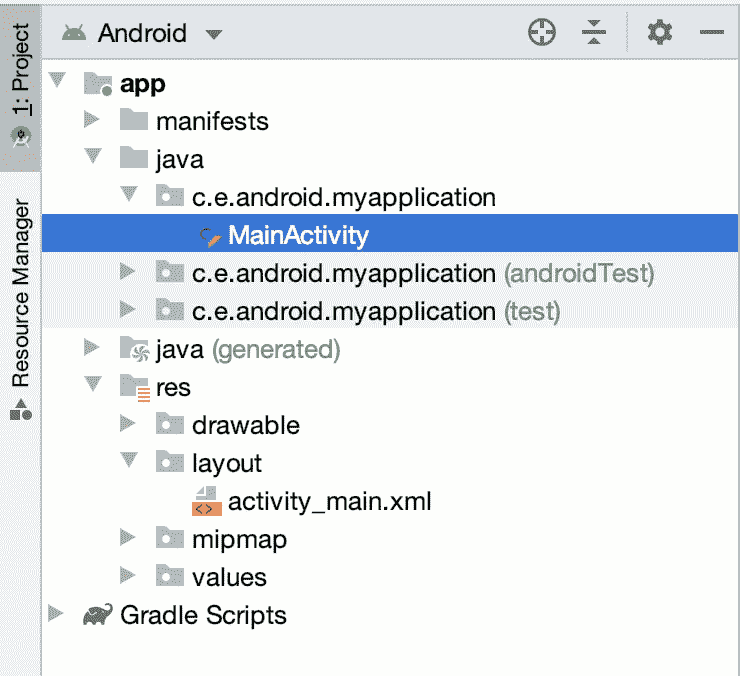 Android
1: Project
Resource Manager
app
manifests
java
c.e.android.myapplication
MainActivity
c.e.android.myapplication (androidTest)
c.e.android.myapplication (test)
java (generated)
res
drawable
layout
activity_main.xml
mipmap
values
Gradle Scripts